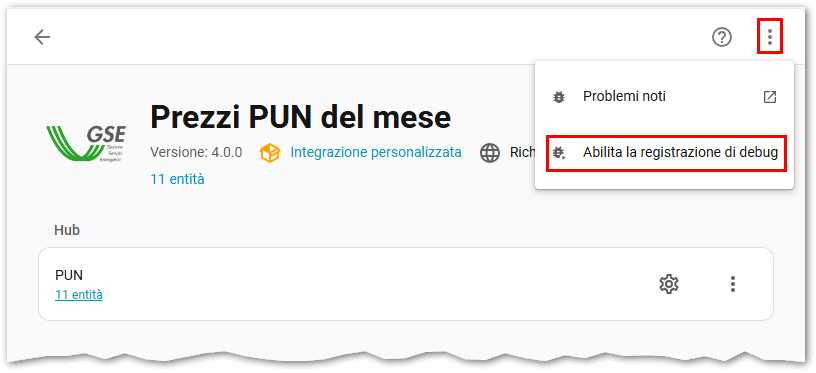 Problemi noti
Abilita la registrazione di debug
GSE
Gestore
Servizi
Energetici
Prezzi PUN del mese
Versione: 4.0.0 Integrazione personalizzata Rich
11 entità
Hub
PUN
11 entità